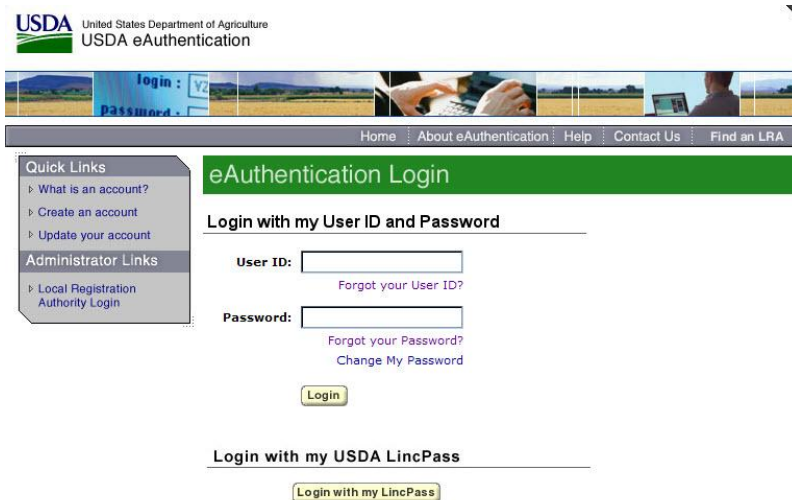 USDA
United States Department of Agriculture
USDA eAuthentication
login :
password :
Home
About eAuthentication
Help
Contact Us
Find an LRA
Quick Links
What is an account?
Create an account
Update your account
Administrator Links
Local Registration
Authority Login
eAuthentication Login
Login with my User ID and Password
User ID:
Forgot your User ID?
Password:
Forgot your Password?
Change My Password
Login
Login with my USDA LincPass
Login with my LincPass